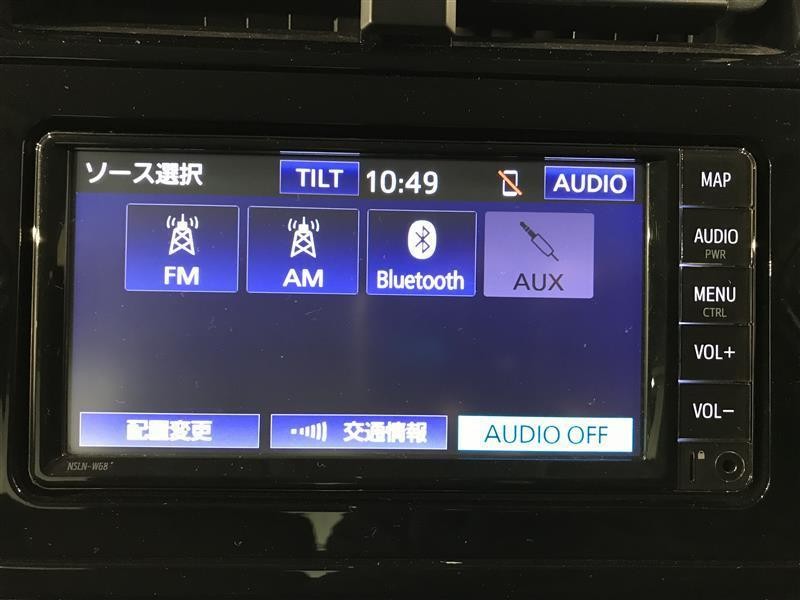 ソース選択 TILT 10:49 AUDIO
FM AM Bluetooth AUX
配置変更 交通情報 AUDIO OFF
MAP
AUDIO
PWR
MENU
CTRL
VOL+
VOL-
NSLN-W68